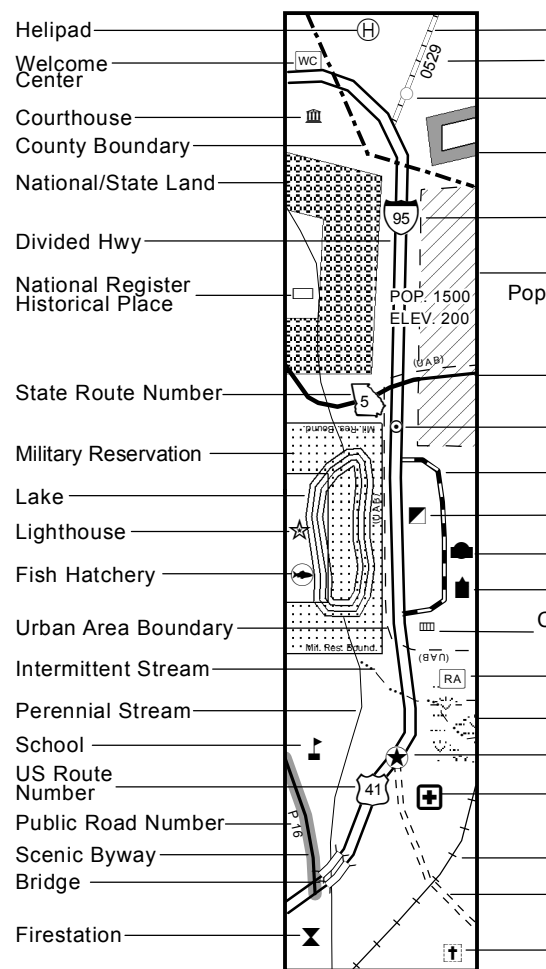 Helipad
H
Welcome
Center
WC
0529
Courthouse
County Boundary
National/State Land
95
Divided Hwy
National Register
Historical Place
POP. 1500
ELEV. 200
Pop
(UAB)
State Route Number
5
Mil. Res. Bound.
Military Reservation
Lake
(UAB)
Lighthouse
Fish Hatchery
Urban Area Boundary
C
Mil. Res. Bound.
(UAB)
Intermittent Stream
RA
Perennial Stream
School
US Route
Number
41
Public Road Number
P 16
Scenic Byway
Bridge
Firestation